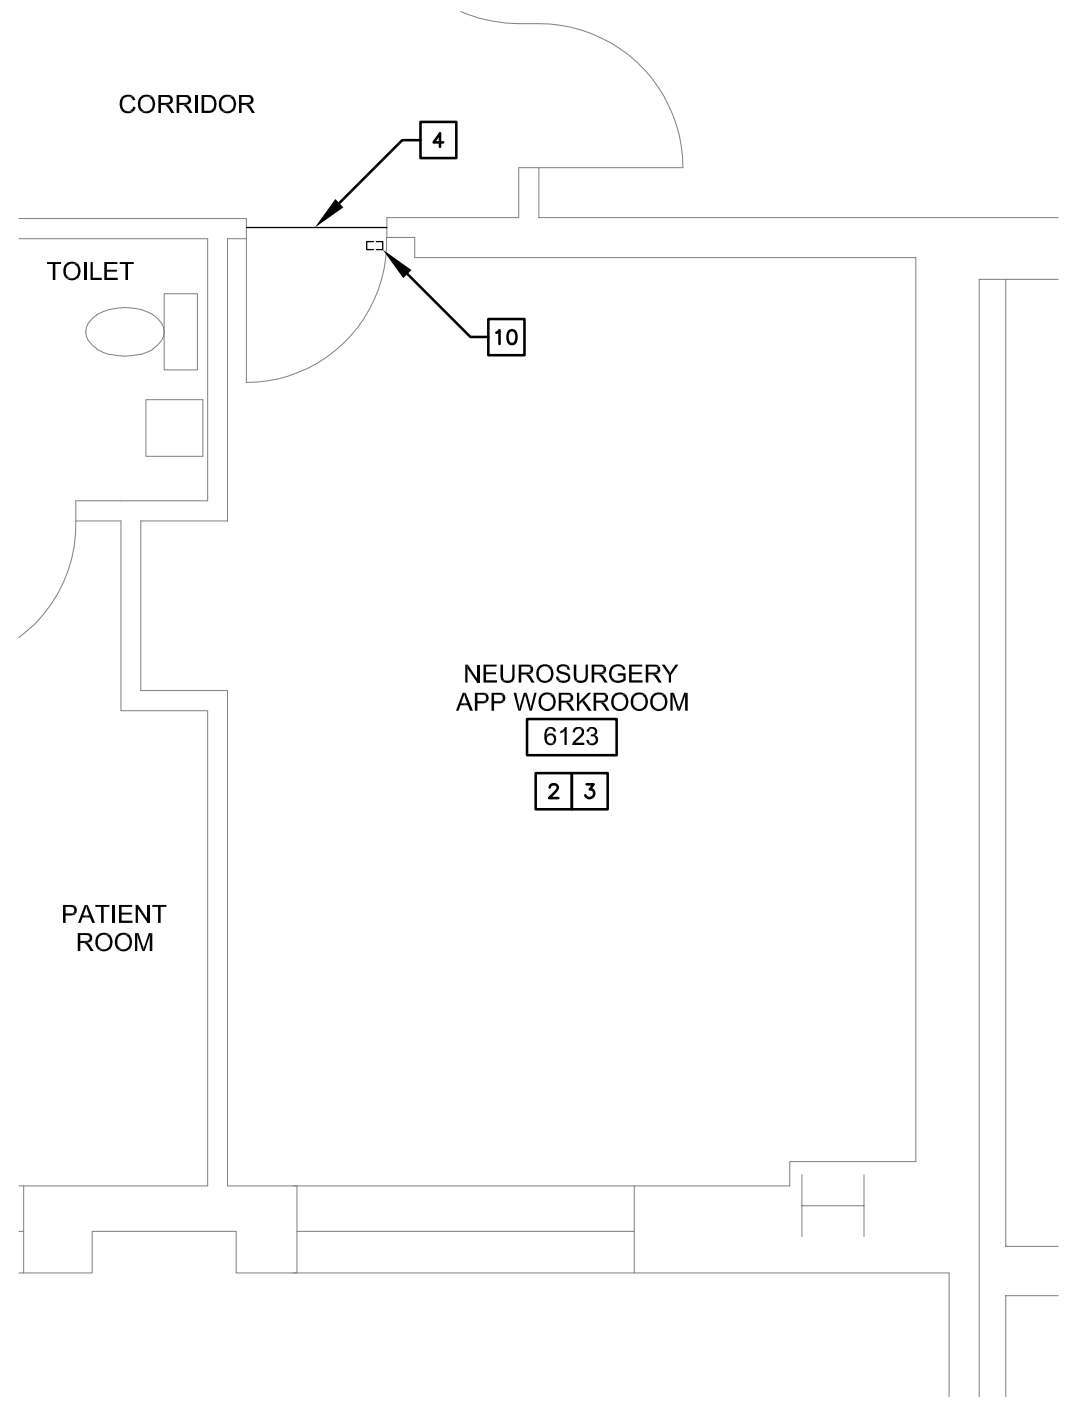 CORRIDOR
4
TOILET
10
NEUROSURGERY
APP WORKROOOM
6123
2 3
PATIENT
ROOM